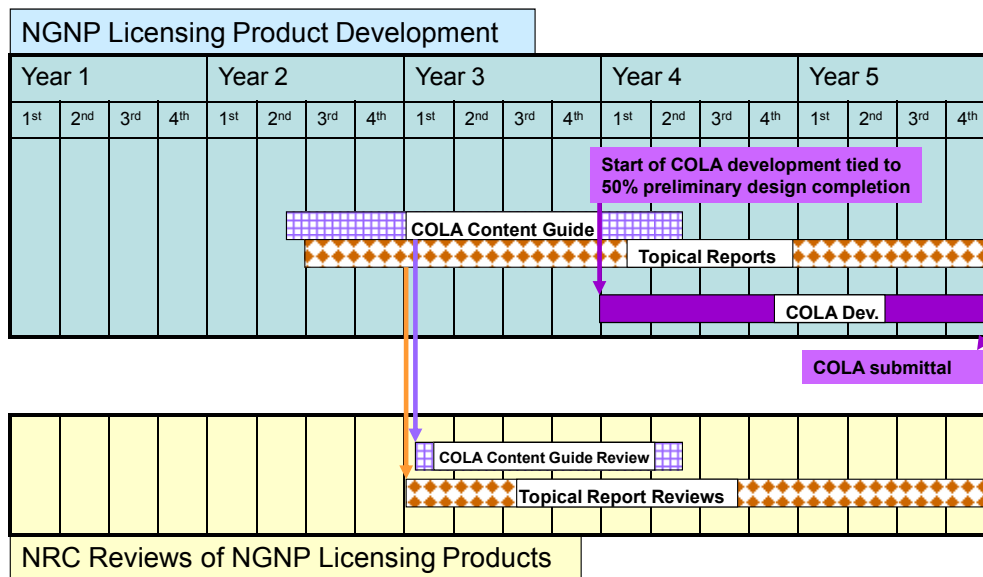 NGNP Licensing Product Development
Year 1 Year 2 Year 3 Year 4 Year 5
1st 2nd 3rd 4th 1st 2nd 3rd 4th 1st 2nd 3rd 4th 1st 2nd 3rd 4th 1st 2nd 3rd 4th
Start of COLA development tied to
50% preliminary design completion
COLA Content Guide
Topical Reports
COLA Dev.
COLA submittal
COLA Content Guide Review
Topical Report Reviews
NRC Reviews of NGNP Licensing Products